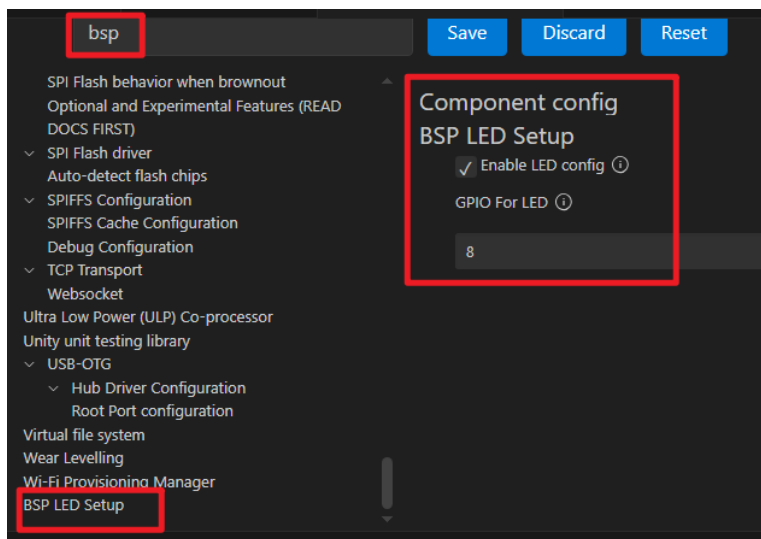 bsp
Save
Discard
Reset
SPI Flash behavior when brownout
Optional and Experimental Features (READ
DOCS FIRST)
SPI Flash driver
Auto-detect flash chips
SPIFFS Configuration
SPIFFS Cache Configuration
Debug Configuration
TCP Transport
Websocket
Ultra Low Power (ULP) Co-processor
Unity unit testing library
USB-OTG
Hub Driver Configuration
Root Port configuration
Virtual file system
Wear Levelling
Wi-Fi Provisioning Manager
BSP LED Setup
Component config
BSP LED Setup
Enable LED config
GPIO For LED
8